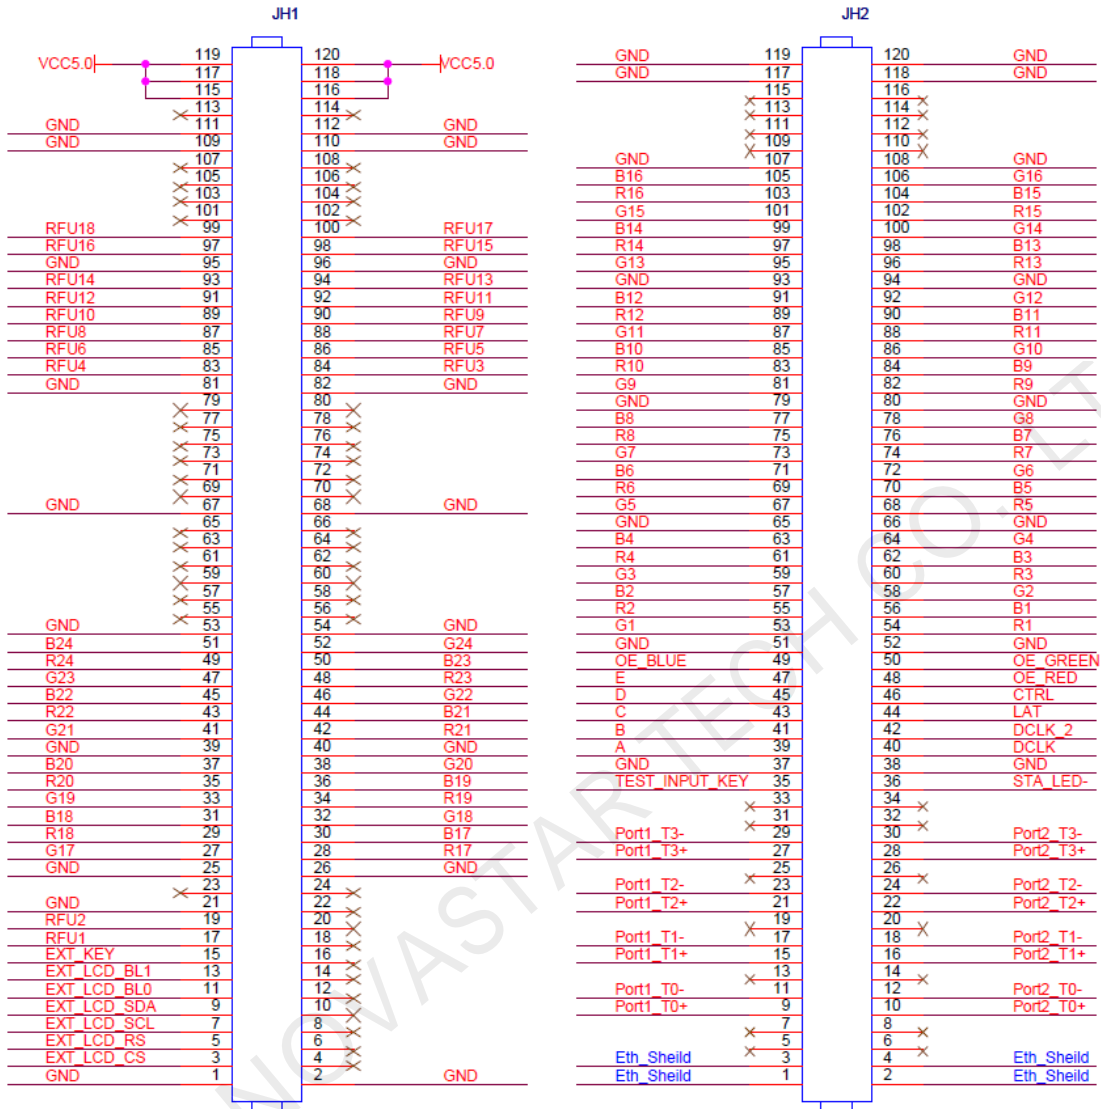 JH1
VCC5.0 119 120 VCC5.0
117 118
115 116
113 114
GND 111 112 GND
GND 109 110 GND
107 108
105 106
103 104
101 102
RFU18 99 100 RFU17
RFU16 97 98 RFU15
GND 95 96 GND
RFU14 93 94 RFU13
RFU12 91 92 RFU11
RFU10 89 90 RFU9
RFU8 87 88 RFU7
RFU6 85 86 RFU5
RFU4 83 84 RFU3
GND 81 82 GND
79 80
77 78
75 76
73 74
71 72
69 70
GND 67 68 GND
65 66
63 64
61 62
59 60
57 58
55 56
GND 53 54 GND
B24 51 52 G24
R24 49 50 B23
G23 47 48 R23
B22 45 46 G22
R22 43 44 B21
G21 41 42 R21
GND 39 40 GND
B20 37 38 G20
R20 35 36 B19
G19 33 34 R19
B18 31 32 G18
R18 29 30 B17
G17 27 28 R17
GND 25 26 GND
23 24
GND 21 22
RFU2 19 20
RFU1 17 18
EXT_KEY 15 16
EXT_LCD_BL1 13 14
EXT_LCD_BL0 11 12
EXT_LCD_SDA 9 10
EXT_LCD_SCL 7 8
EXT_LCD_RS 5 6
EXT_LCD_CS 3 4
GND 1 2 GND
JH2
GND 119 120 GND
GND 117 118 GND
115 116
113 114
111 112
109 110
GND 107 108 GND
B16 105 106 G16
R16 103 104 B15
G15 101 102 R15
B14 99 100 G14
R14 97 98 B13
G13 95 96 R13
GND 93 94 GND
B12 91 92 G12
R12 89 90 B11
G11 87 88 R11
B10 85 86 G10
R10 83 84 B9
G9 81 82 R9
GND 79 80 GND
B8 77 78 G8
R8 75 76 B7
G7 73 74 R7
B6 71 72 G6
R6 69 70 B5
G5 67 68 R5
GND 65 66 GND
B4 63 64 G4
R4 61 62 B3
G3 59 60 R3
B2 57 58 G2
R2 55 56 B1
G1 53 54 R1
GND 51 52 GND
OE_BLUE 49 50 OE_GREEN
E 47 48 OE_RED
D 45 46 CTRL
C 43 44 LAT
B 41 42 DCLK_2
A 39 40 DCLK
GND 37 38 GND
TEST_INPUT_KEY 35 36 STA_LED-
33 34
31 32
Port1_T3- 29 30 Port2_T3-
Port1_T3+ 27 28 Port2_T3+
25 26
Port1_T2- 23 24 Port2_T2-
Port1_T2+ 21 22 Port2_T2+
19 20
Port1_T1- 17 18 Port2_T1-
Port1_T1+ 15 16 Port2_T1+
13 14
Port1_T0- 11 12 Port2_T0-
Port1_T0+ 9 10 Port2_T0+
7 8
5 6
Eth_Sheild 3 4 Eth_Sheild
Eth_Sheild 1 2 Eth_Sheild
NOVASTAR TECH CO., LT